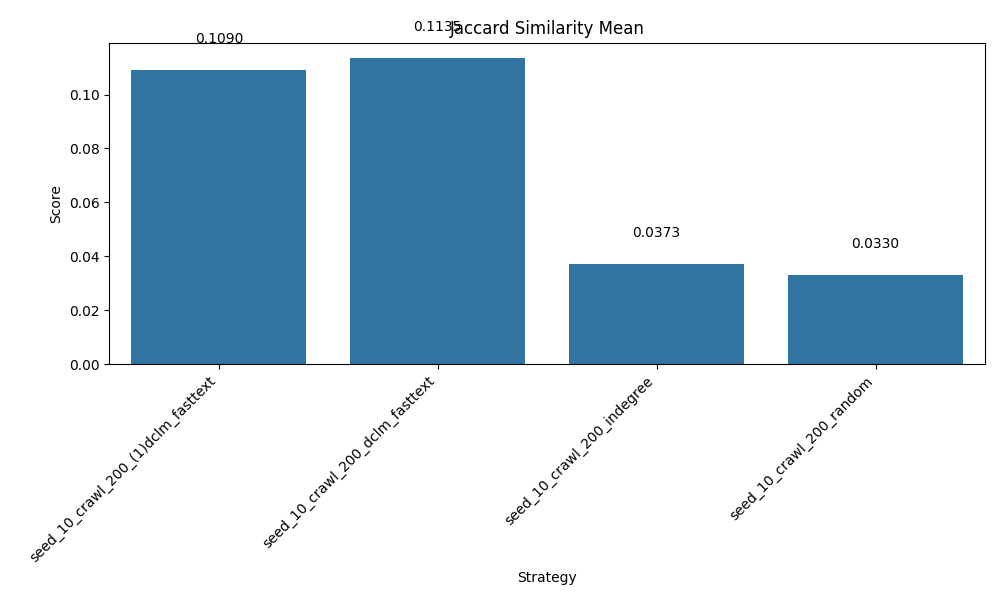 Jaccard Similarity Mean
0.1090
0.1135
0.0373
0.0330
0.10
0.08
0.06
0.04
0.02
0.00
Score
seed_10_crawl_200_(1)dclm_fasttext
seed_10_crawl_200_dclm_fasttext
seed_10_crawl_200_indegree
seed_10_crawl_200_random
Strategy